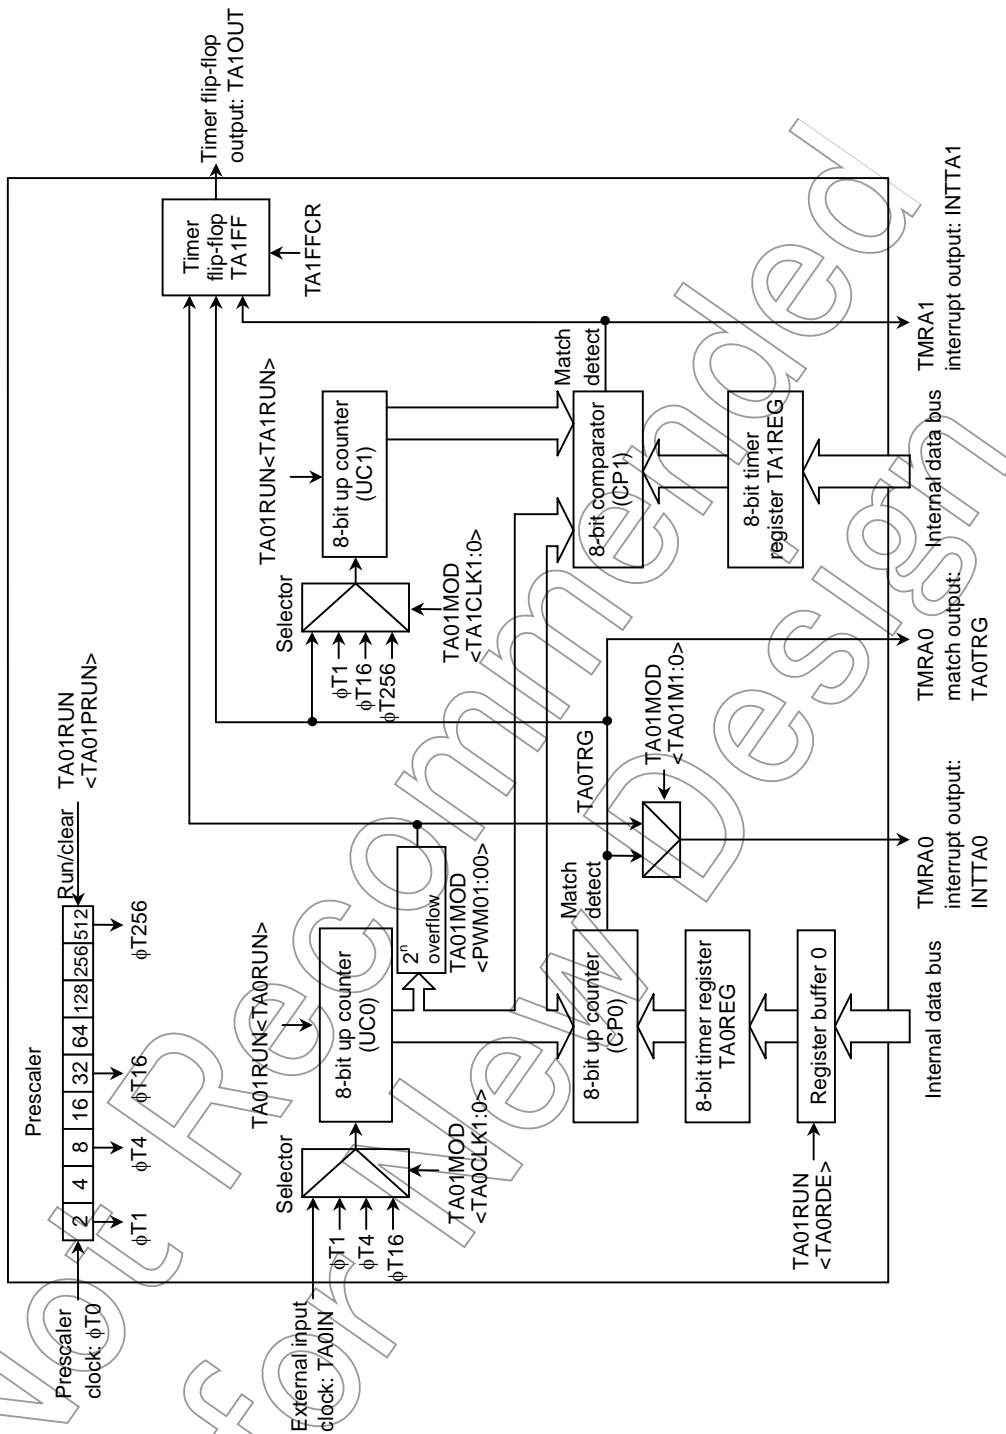 Prescaler
Prescaler
clock: ϕT0
2 4 8 16 32 64 128 256 512
Run/clear
TA01RUN
<TA01PRUN>
ϕT1
ϕT4
ϕT16
ϕT256
External input
clock: TA0IN
ϕT1
ϕT4
ϕT16
Selector
TA01MOD
<TA0CLK1:0>
TA01RUN<TA0RUN>
8-bit up counter
(UC0)
2ⁿ
overflow
TA01MOD
<PWM01:00>
Selector
ϕT1
ϕT16
ϕT256
TA01MOD
<TA1CLK1:0>
TA01RUN<TA1RUN>
8-bit up counter
(UC1)
Timer
flip-flop
TA1FF
TA1FFCR
Timer flip-flop
output: TA1OUT
8-bit up counter
(CP0)
Match
detect
TA0TRG
8-bit comparator
(CP1)
Match
detect
8-bit timer register
TA0REG
TA01MOD
<TA01M1:0>
8-bit timer
register TA1REG
TA01RUN
<TA0RDE>
Register buffer 0
Internal data bus
TMRA0
interrupt output:
INTTA0
TMRA0
match output:
TA0TRG
Internal data bus
TMRA1
interrupt output: INTTA1
Not Recommended
for New Design